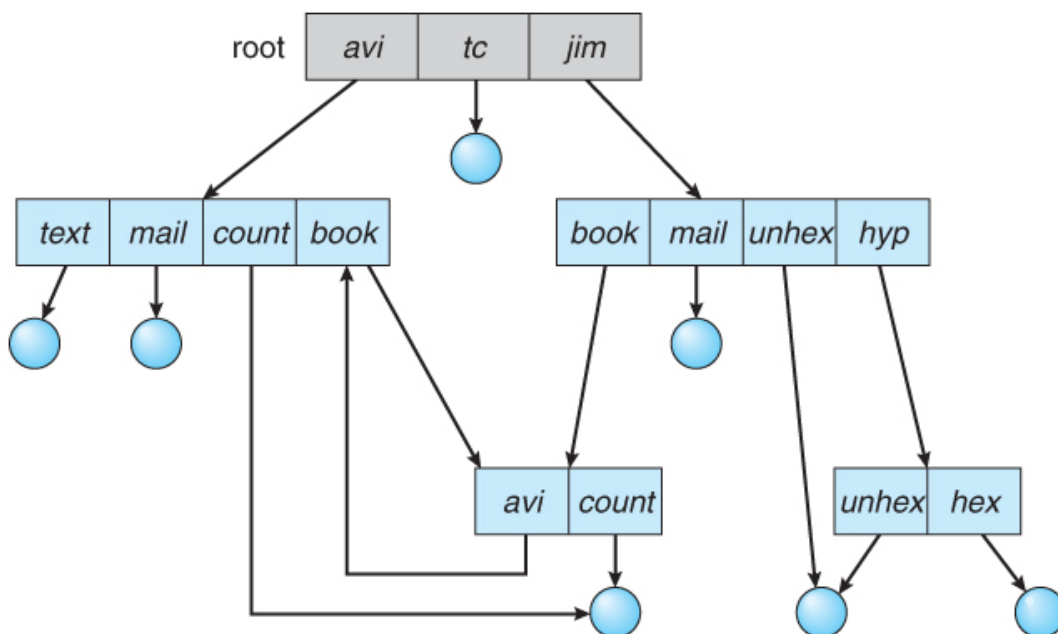 root avi tc jim
text mail count book
book mail unhex hyp
avi count
unhex hex